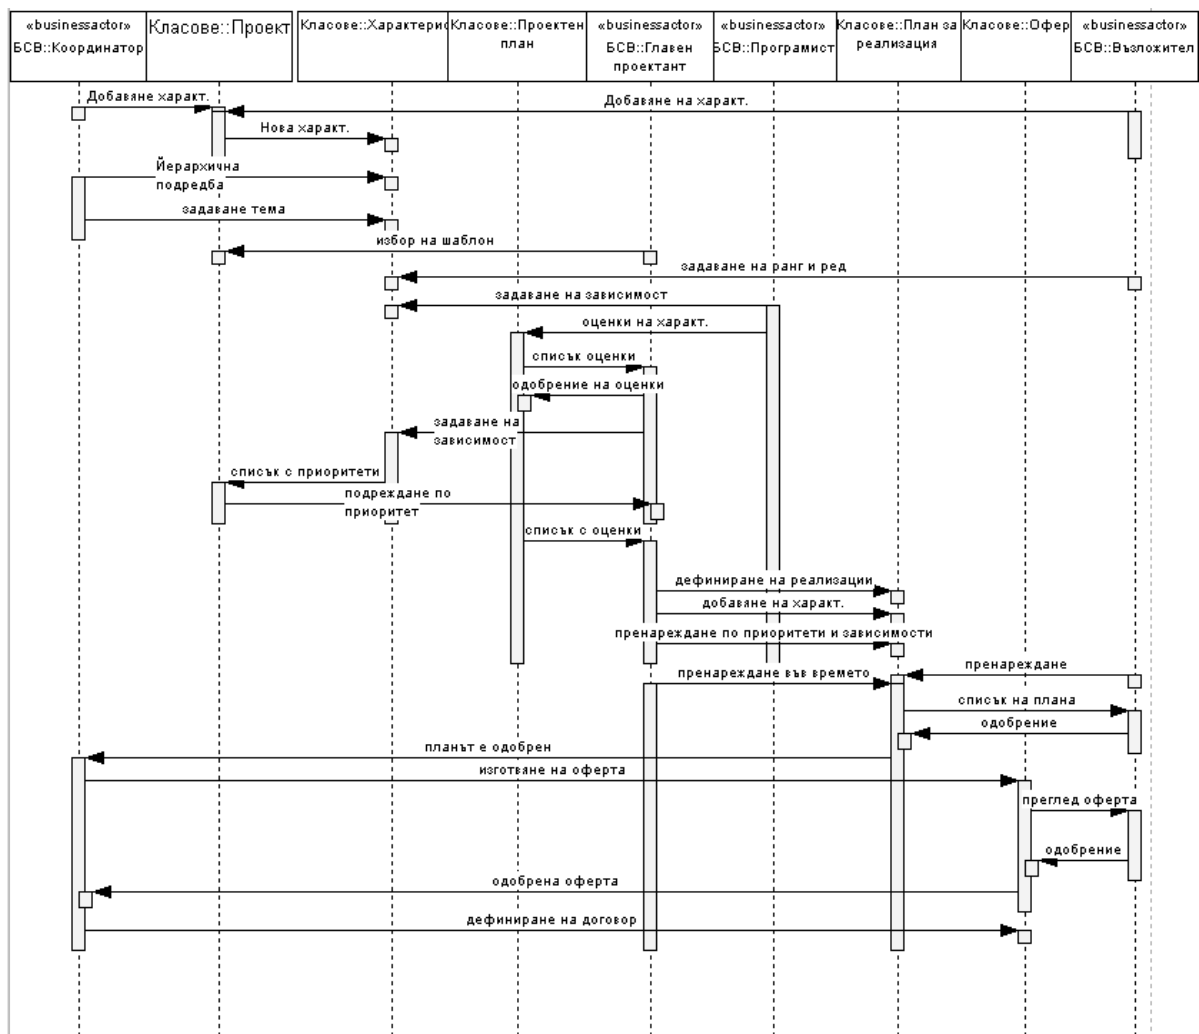 «businessactor»
БСВ::Координатор
Класове::Проект
Класове::Характерис
Класове::Проектен
план
«businessactor»
БСВ::Главен
проектант
«businessactor»
БСВ::Програмист
Класове::План за
реализация
Класове::Офер
«businessactor»
БСВ::Възложител
Добавяне характ.
Добавяне на характ.
Нова характ.
Йерархична
подредба
задаване тема
избор на шаблон
задаване на ранг и ред
задаване на зависимост
оценки на характ.
списък оценки
одобрение на оценки
задаване на
зависимост
списък с приоритети
подреждане по
приоритет
списък с оценки
дефиниране на реализации
добавяне на характ.
пренареждане по приоритети и зависимости
пренареждане
пренареждане във времето
списък на плана
одобрение
планът е одобрен
изготвяне на оферта
преглед оферта
одобрение
одобрена оферта
дефиниране на договор